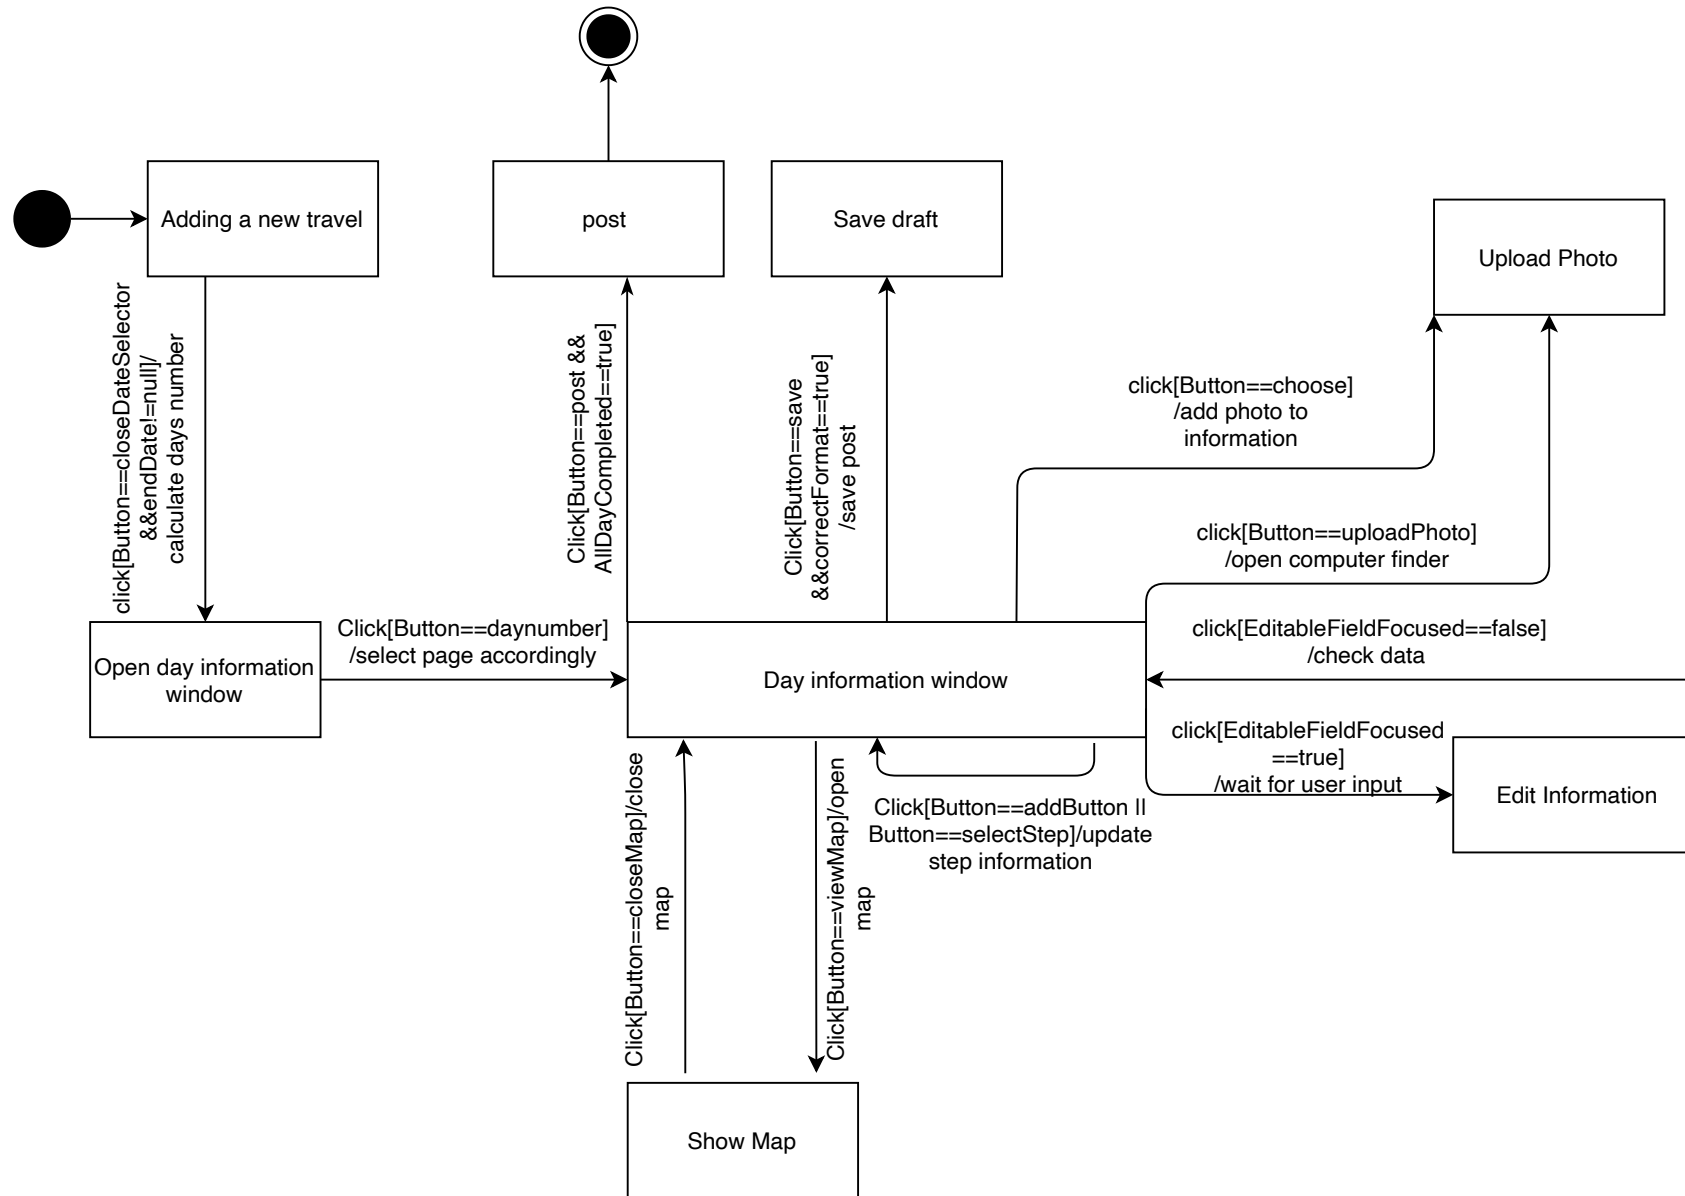 Adding a new travel
post
Save draft
Upload Photo
click[Button==closeDateSelector
&&endDate!=null]/
calculate days number
Click[Button==post &&
AllDayCompleted==true]
Click[Button==save
&&correctFormat==true]
/save post
click[Button==choose]
/add photo to
information
click[Button==uploadPhoto]
/open computer finder
Open day information
window
Click[Button==daynumber]
/select page accordingly
Day information window
click[EditableFieldFocused==false]
/check data
click[EditableFieldFocused
==true]
/wait for user input
Edit Information
Click[Button==closeMap]/close
map
Click[Button==viewMap]/open
map
Click[Button==addButton ||
Button==selectStep]/update
step information
Show Map